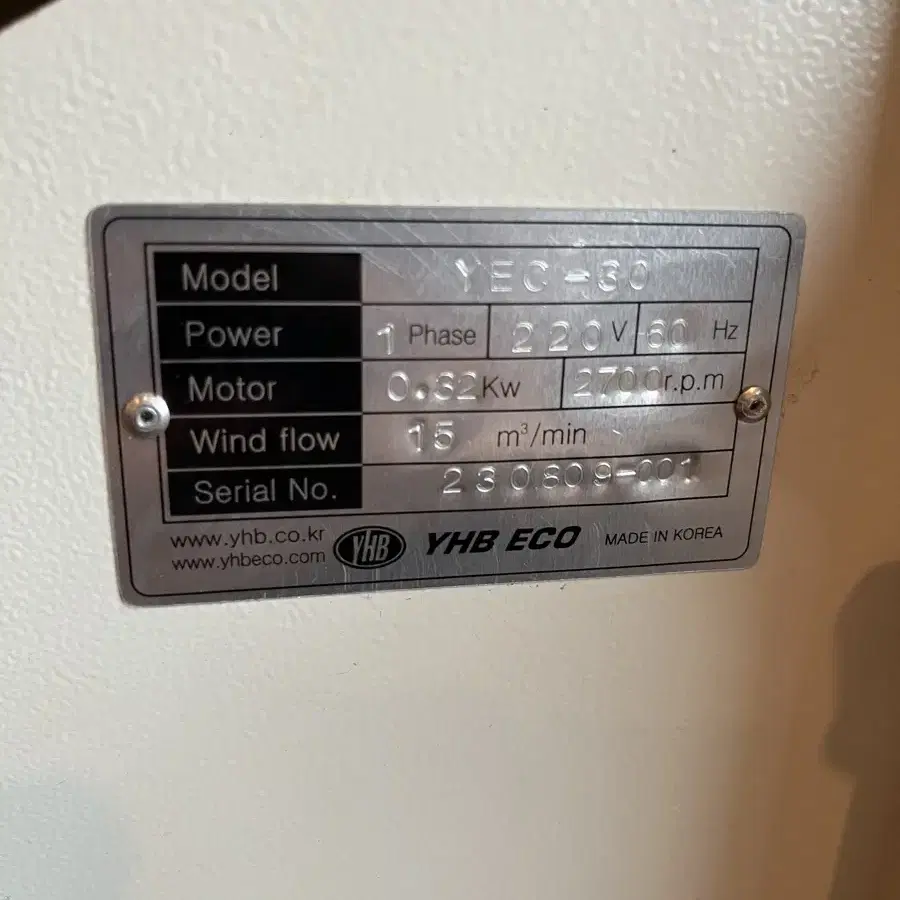 Model YEC-30
Power 1 Phase 220 V 60 Hz
Motor 0.32 Kw 2700 r.p.m
Wind flow 15 m³/min
Serial No. 230809-001
www.yhb.co.kr
www.yhbeco.com
YHB YHB ECO MADE IN KOREA